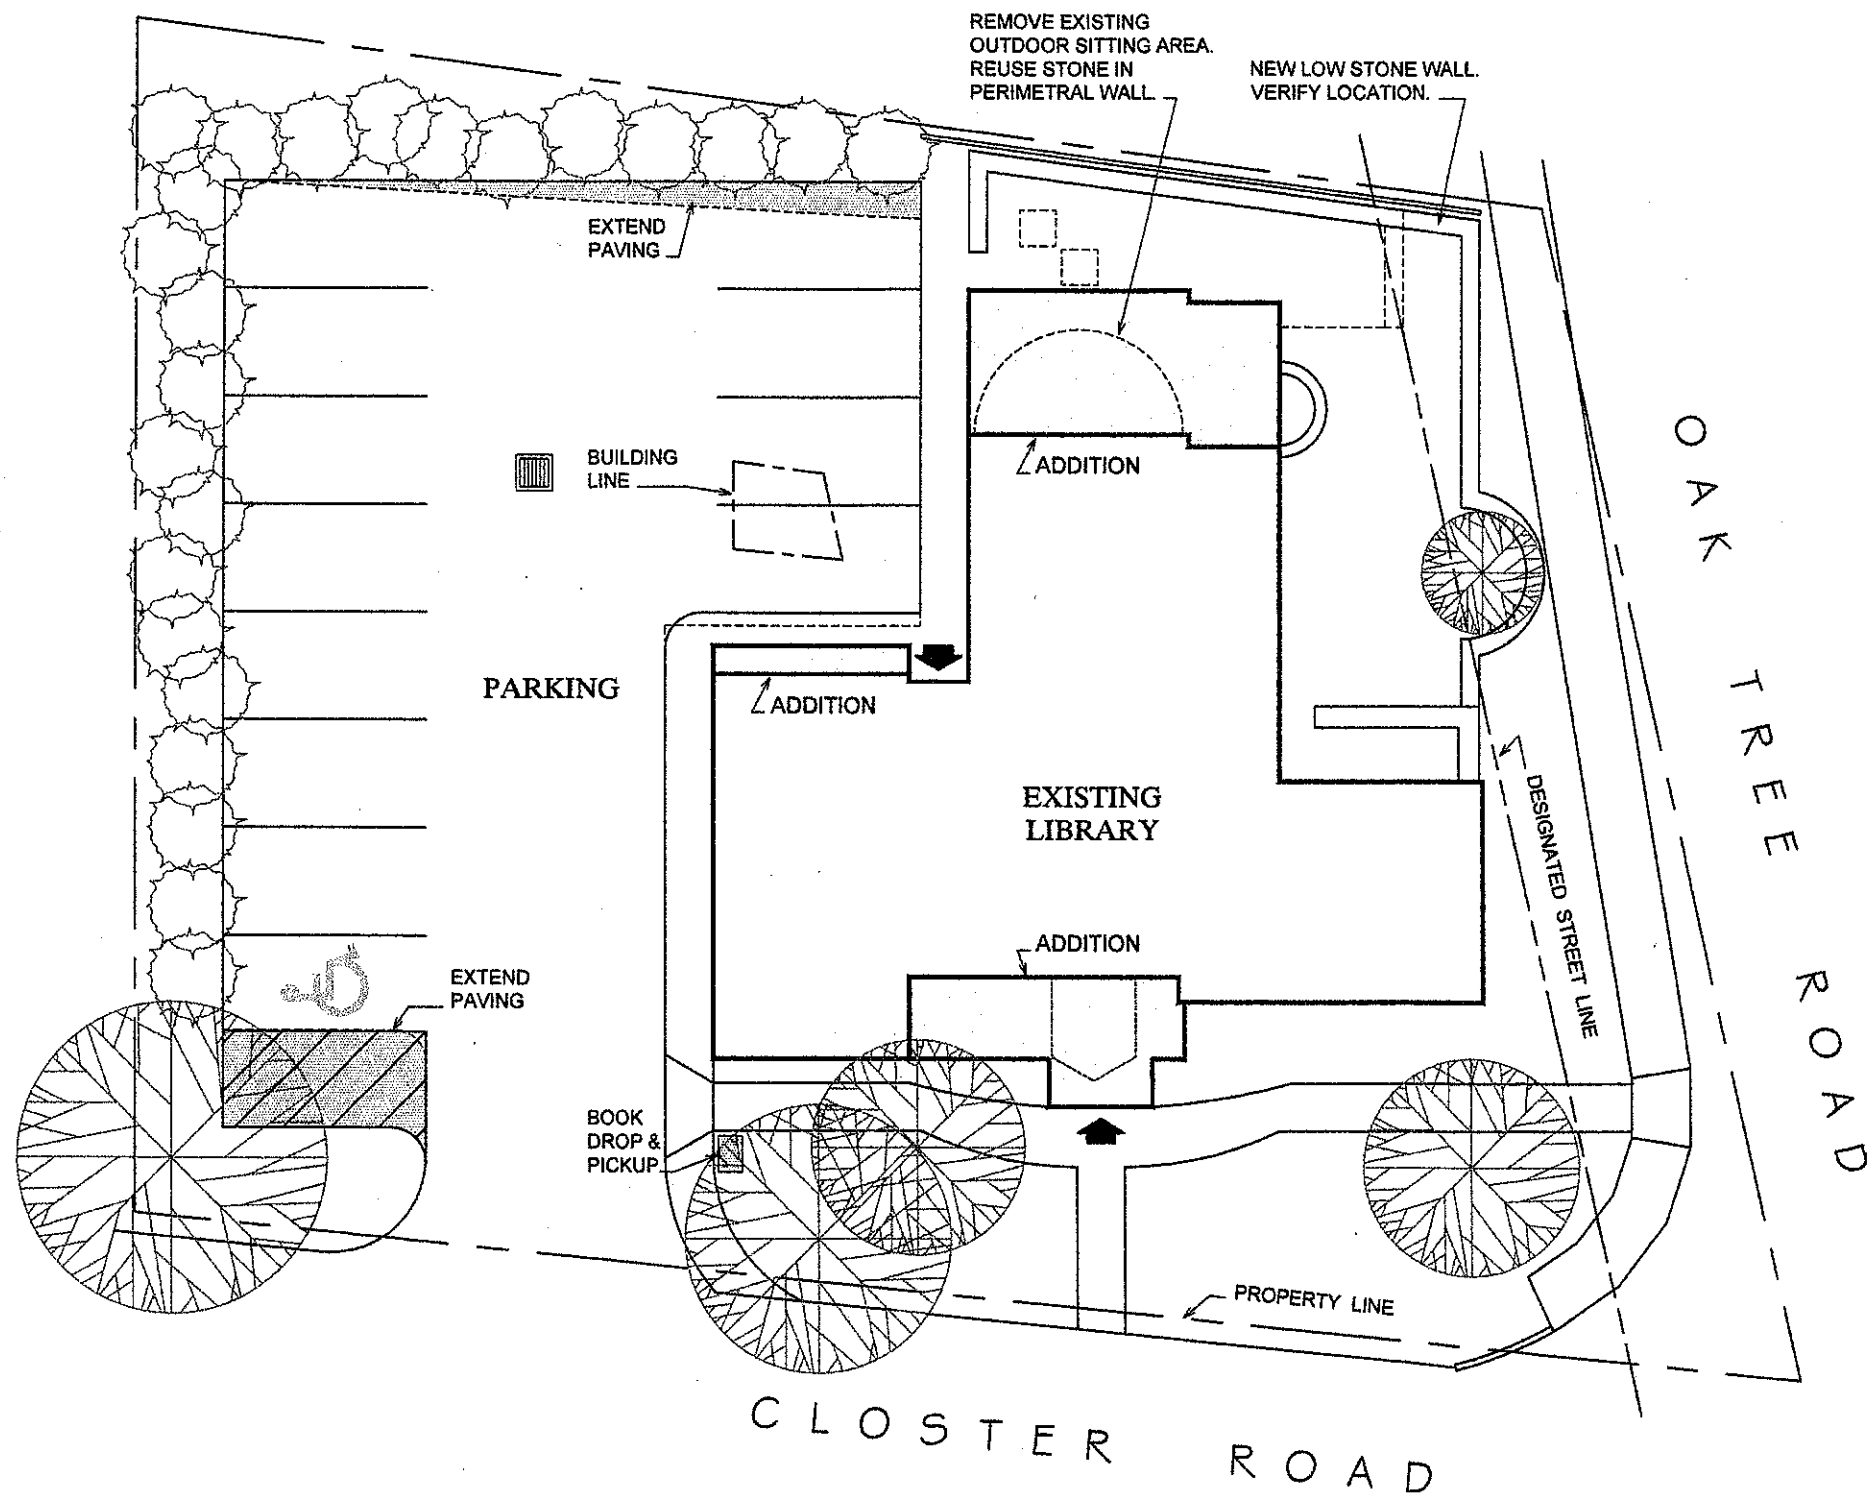 REMOVE EXISTING
OUTDOOR SITTING AREA.
REUSE STONE IN
PERIMETRAL WALL
NEW LOW STONE WALL.
VERIFY LOCATION.
EXTEND
PAVING
BUILDING
LINE
ADDITION
PARKING
ADDITION
EXISTING
LIBRARY
ADDITION
EXTEND
PAVING
BOOK
DROP &
PICKUP
DESIGNATED STREET LINE
PROPERTY LINE
OAK TREE ROAD
CLOSTER ROAD